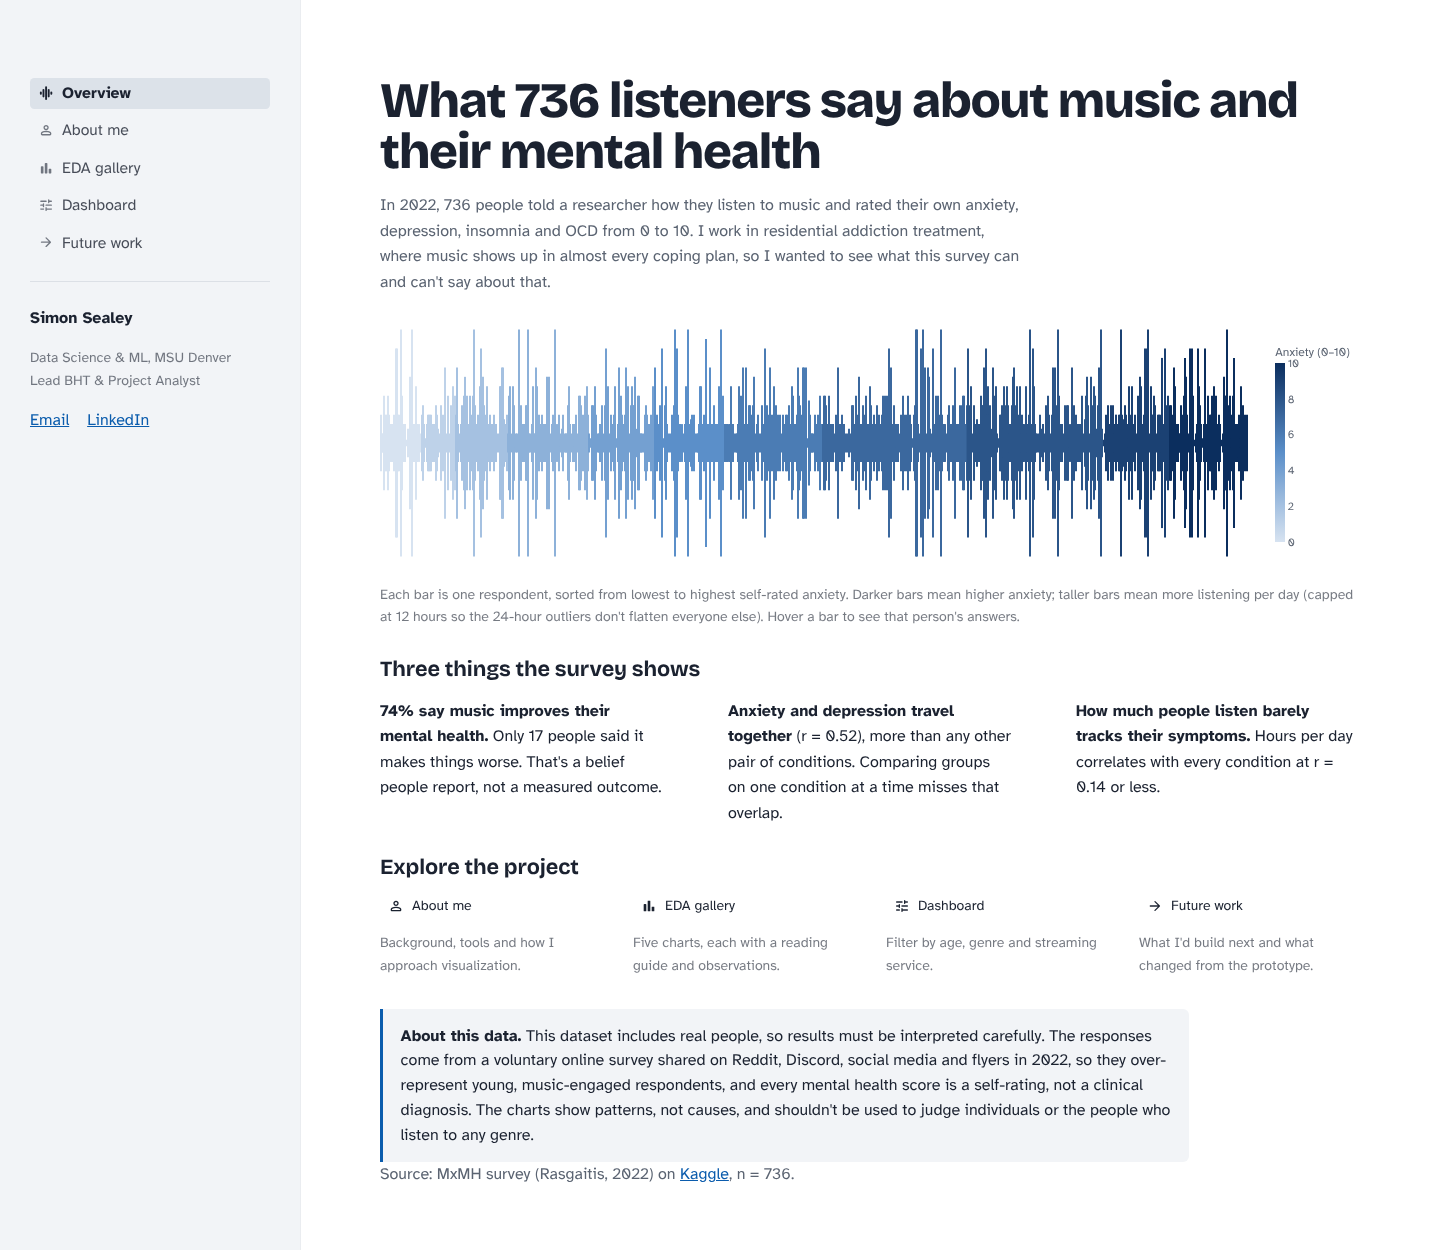 Overview
About me
EDA gallery
Dashboard
Future work
Simon Sealey
Data Science & ML, MSU Denver
Lead BHT & Project Analyst
Email LinkedIn
What 736 listeners say about music and
their mental health
In 2022, 736 people told a researcher how they listen to music and rated their own anxiety,
depression, insomnia and OCD from 0 to 10. I work in residential addiction treatment,
where music shows up in almost every coping plan, so I wanted to see what this survey can
and can't say about that.
Anxiety (0–10)
10
8
6
4
2
0
Each bar is one respondent, sorted from lowest to highest self-rated anxiety. Darker bars mean higher anxiety; taller bars mean more listening per day (capped
at 12 hours so the 24-hour outliers don't flatten everyone else). Hover a bar to see that person's answers.
Three things the survey shows
74% say music improves their
mental health. Only 17 people said it
makes things worse. That's a belief
people report, not a measured outcome.
Anxiety and depression travel
together (r = 0.52), more than any other
pair of conditions. Comparing groups
on one condition at a time misses that
overlap.
How much people listen barely
tracks their symptoms. Hours per day
correlates with every condition at r =
0.14 or less.
Explore the project
About me
Background, tools and how I
approach visualization.
EDA gallery
Five charts, each with a reading
guide and observations.
Dashboard
Filter by age, genre and streaming
service.
Future work
What I'd build next and what
changed from the prototype.
About this data. This dataset includes real people, so results must be interpreted carefully. The responses
come from a voluntary online survey shared on Reddit, Discord, social media and flyers in 2022, so they over-
represent young, music-engaged respondents, and every mental health score is a self-rating, not a clinical
diagnosis. The charts show patterns, not causes, and shouldn't be used to judge individuals or the people who
listen to any genre.
Source: MxMH survey (Rasgaitis, 2022) on Kaggle, n = 736.